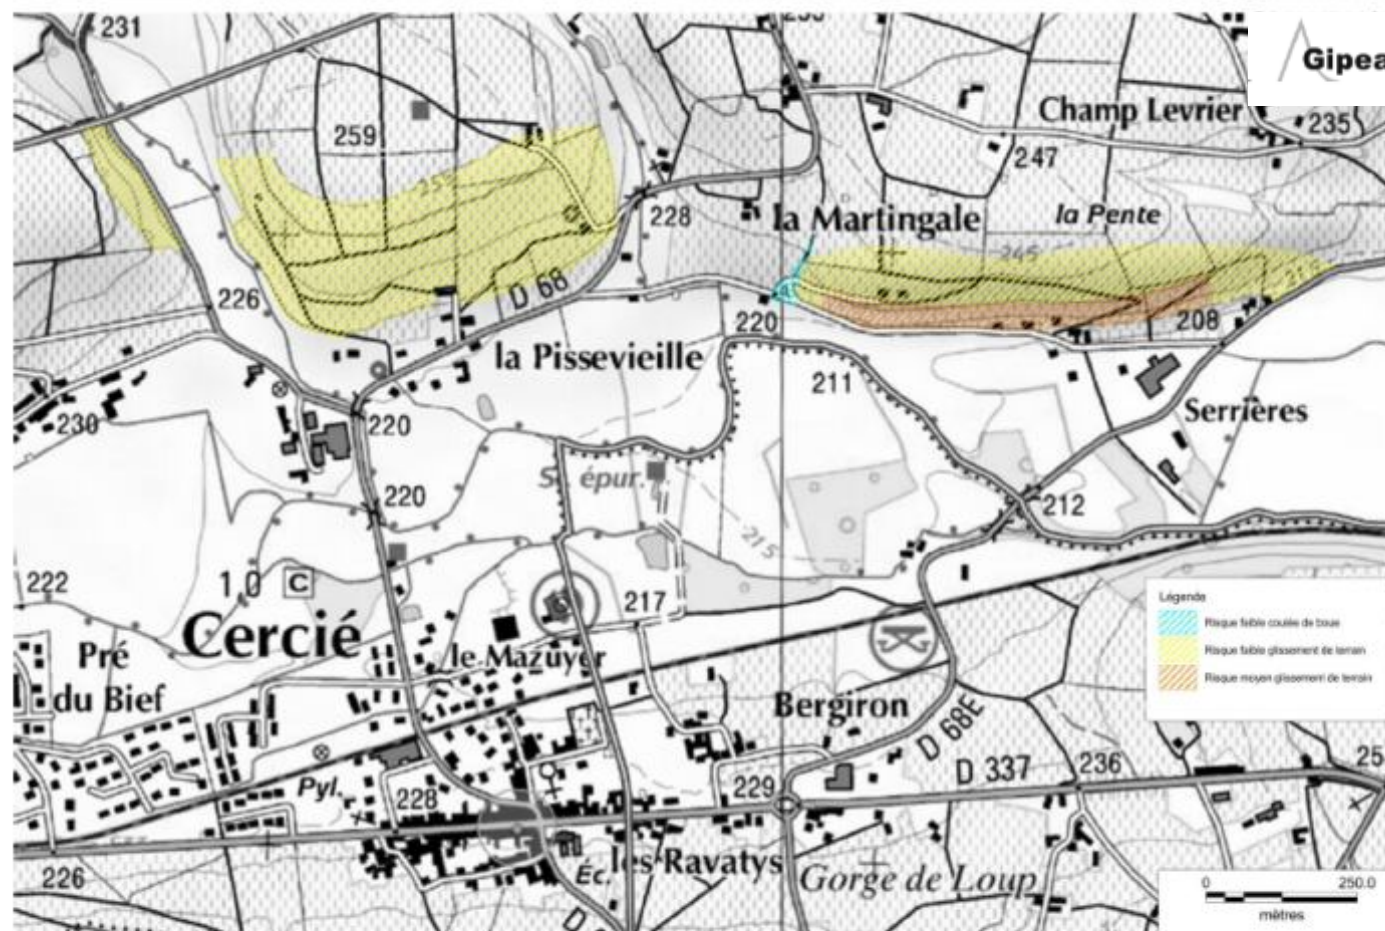 231
Gipea
259
Champ Levrier
235
247
255
228
la Martingale
la Pente
245
226
D 68
220
208
la Pissevieille
211
230
220
Serrières
St. épur.
220
212
215
222
10 C
217
Cercié
Pré
du Bief
le Mazuyer
Légende
Risque faible coulée de boue
Risque faible glissement de terrain
Risque moyen glissement de terrain
Bergiron
D 68E
D 337
236
25
Pyl.
228
229
226
Éc.
les Ravatys
Gorge de Loup
0 250.0
mètres